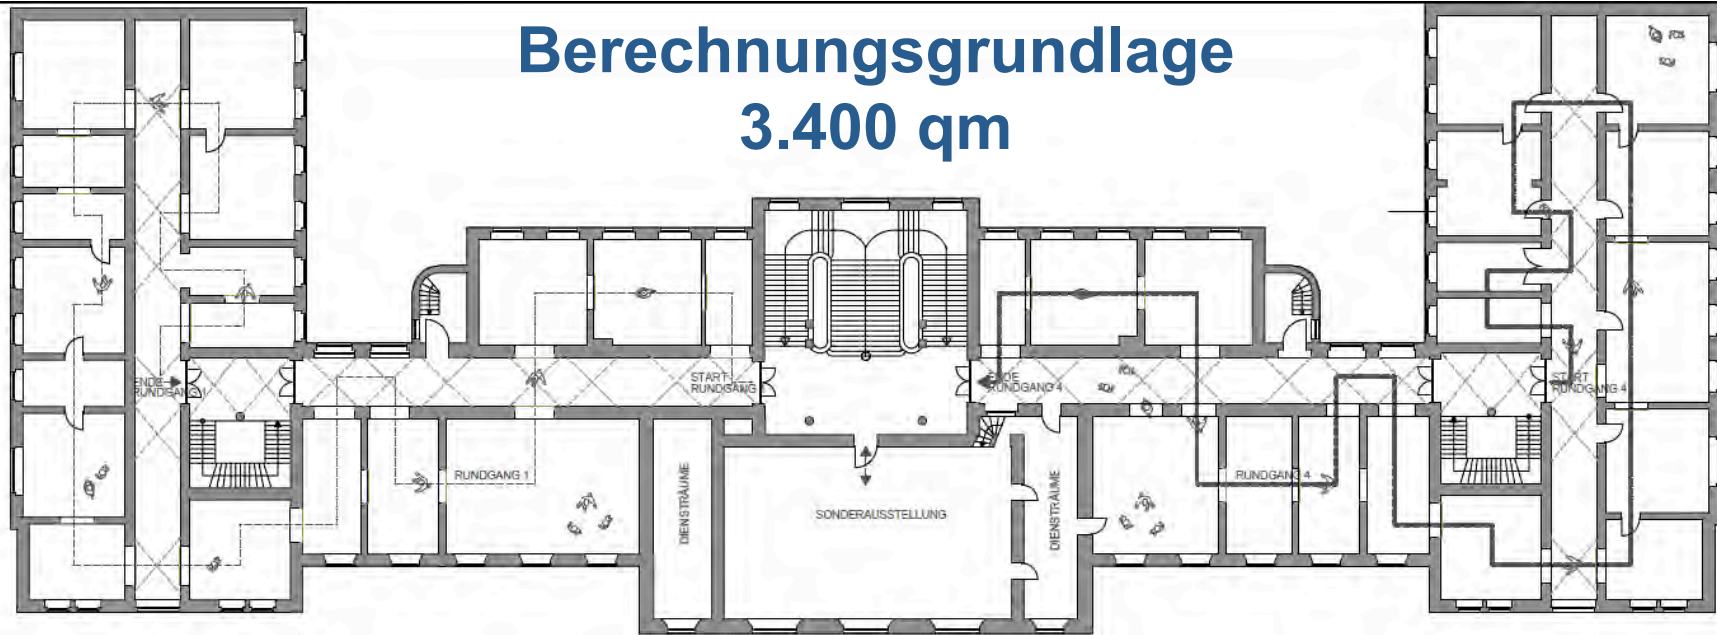 Berechnungsgrundlage
3.400 qm
ENDE
RUNDGANG 1
START
RUNDGANG
ENDE
RUNDGANG 4
START
RUNDGANG 4
RUNDGANG 1
DIENSTRÄUME
SONDERAUSSTELLUNG
DIENSTRÄUME
RUNDGANG 4